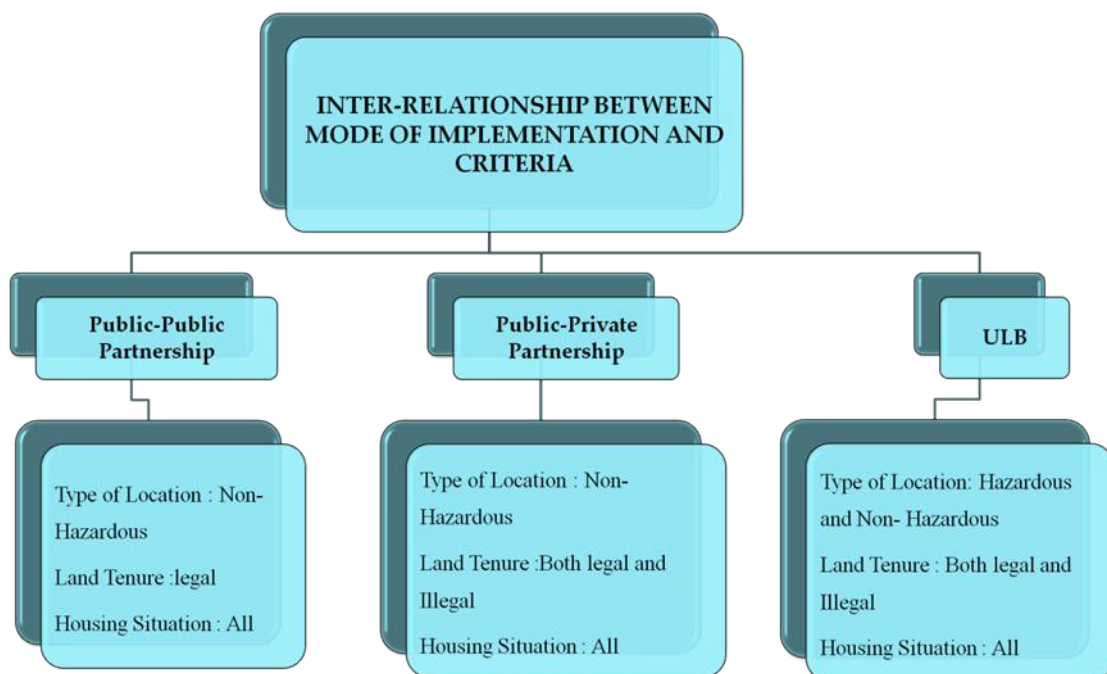 INTER-RELATIONSHIP BETWEEN
MODE OF IMPLEMENTATION AND
CRITERIA
Public-Public
Partnership
Public-Private
Partnership
ULB
Type of Location : Non-
Hazardous
Land Tenure :legal
Housing Situation : All
Type of Location : Non-
Hazardous
Land Tenure :Both legal and
Illegal
Housing Situation : All
Type of Location: Hazardous
and Non- Hazardous
Land Tenure : Both legal and
Illegal
Housing Situation : All